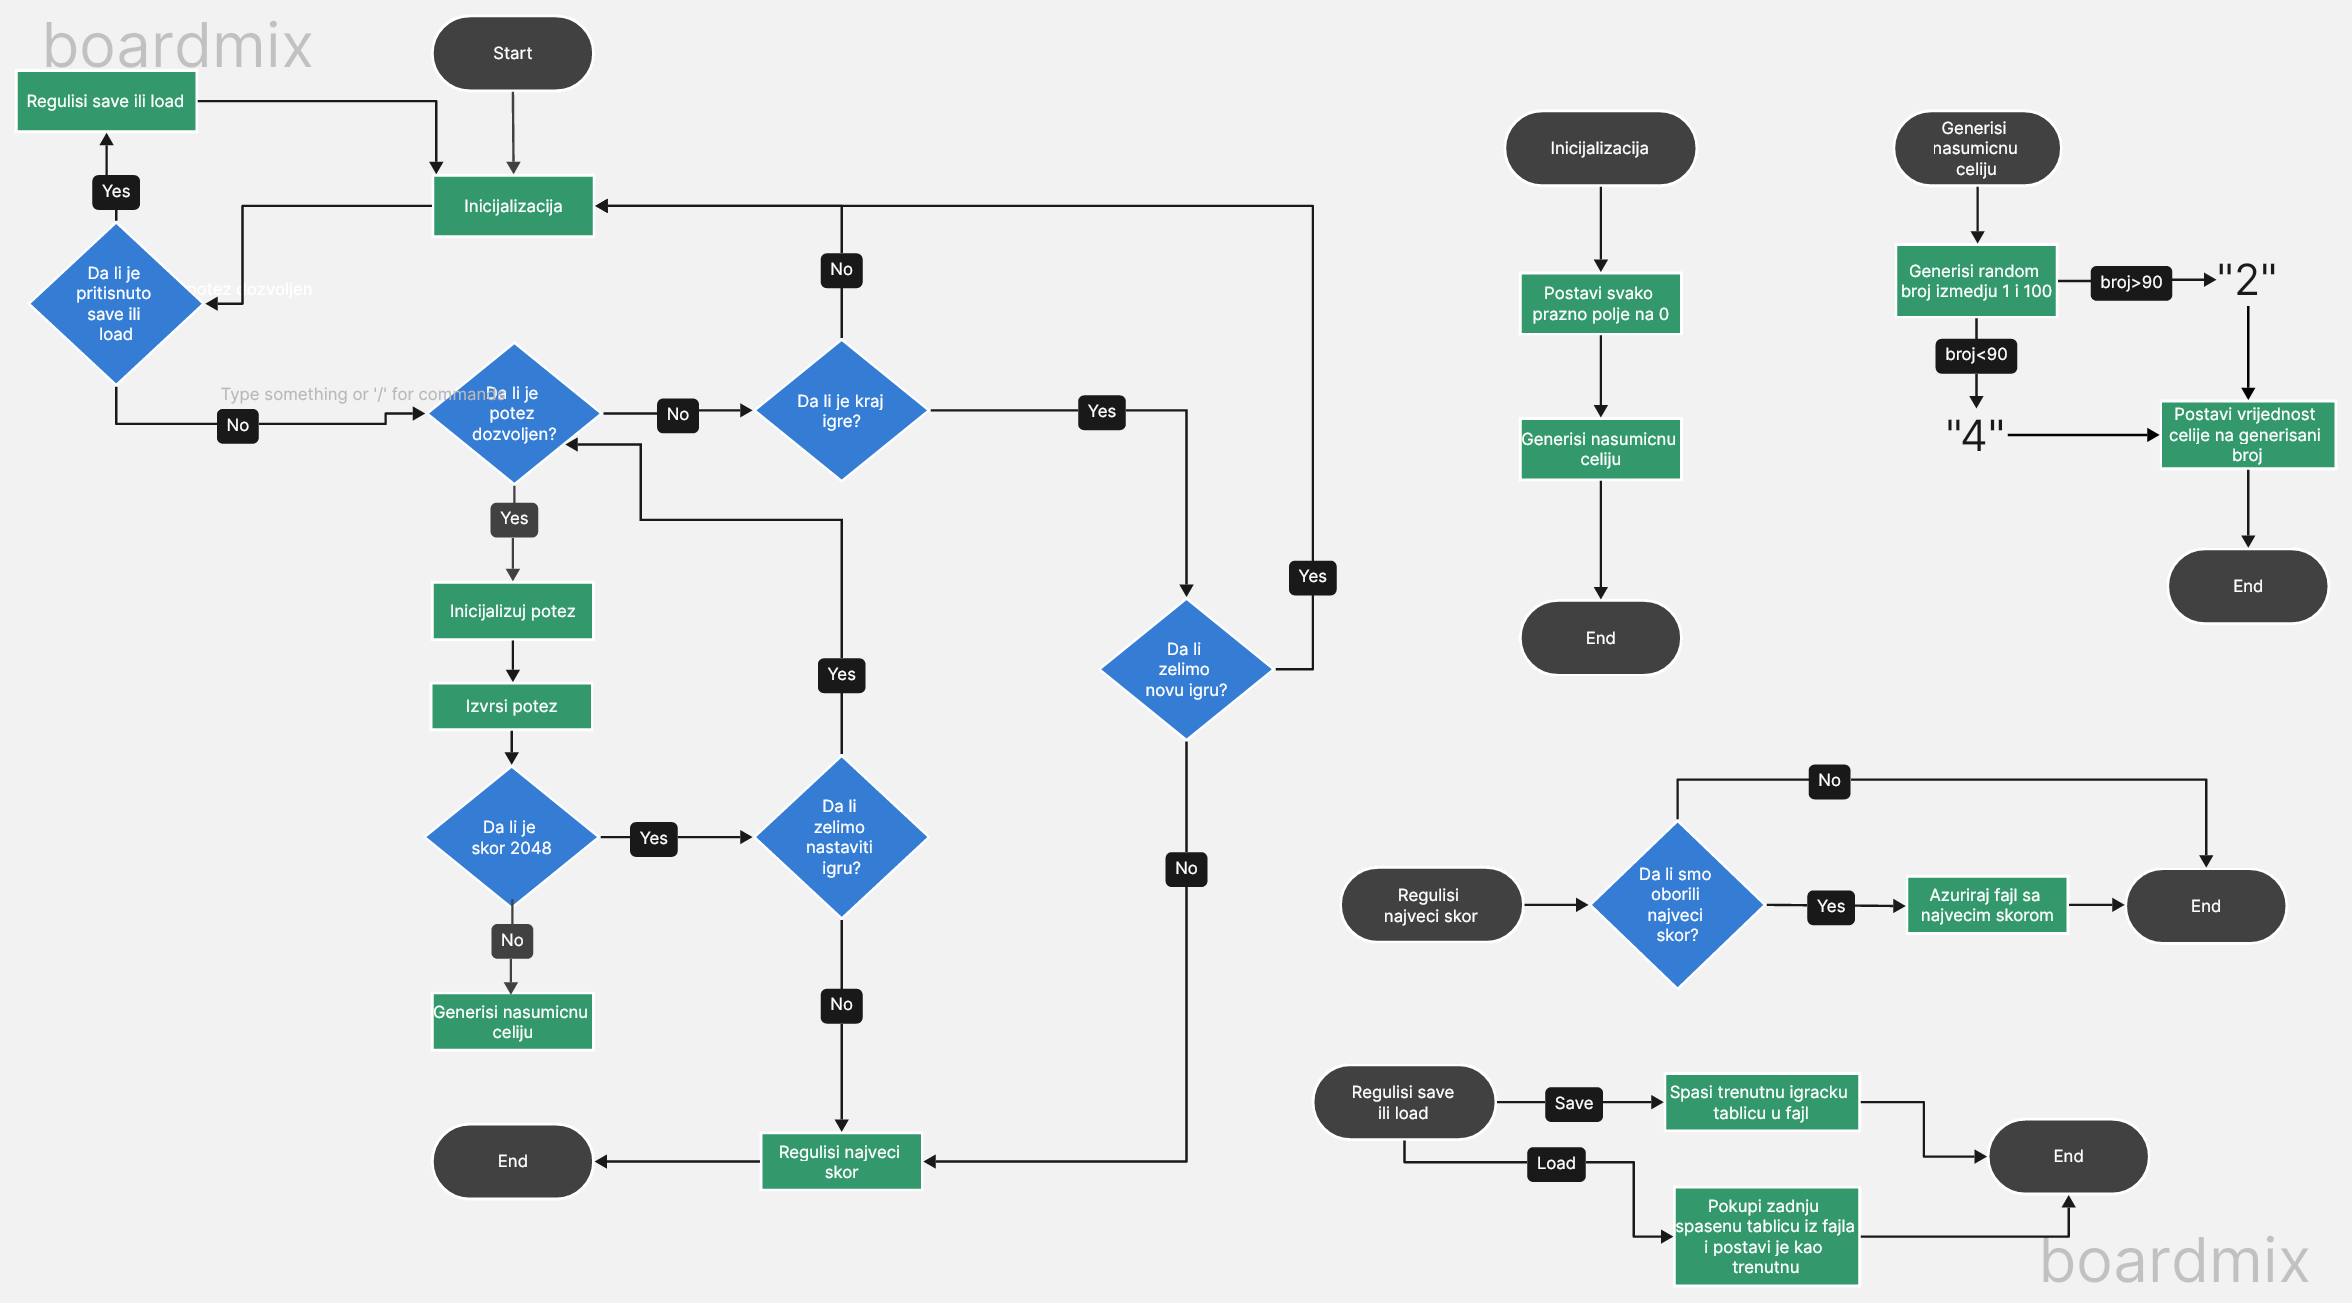 boardmix
Start
Regulisi save ili load
Yes
Inicijalizacija
Da li je
pritisnuto
save ili
load
potez dozvoljen
No
Type something or '/' for commands
No
Da li je
potez
dozvoljen?
No
Da li je kraj
igre?
Yes
Yes
Inicijalizuj potez
Izvrsi potez
Da li je
skor 2048
Yes
Yes
Da li
zelimo
nastaviti
igru?
Da li
zelimo
novu igru?
Yes
No
No
No
Generisi nasumicnu
celiju
Regulisi najveci
skor
End
Inicijalizacija
Postavi svako
prazno polje na 0
Generisi nasumicnu
celiju
End
Generisi
nasumicnu
celiju
Generisi random
broj izmedju 1 i 100
broj>90
"2"
broj<90
"4"
Postavi vrijednost
celije na generisani
broj
End
No
Regulisi
najveci skor
Da li smo
oborili
najveci
skor?
Yes
Azuriraj fajl sa
najvecim skorom
End
Regulisi save
ili load
Save
Spasi trenutnu igracku
tablicu u fajl
Load
Pokupi zadnju
spasenu tablicu iz fajla
i postavi je kao
trenutnu
End
boardmix